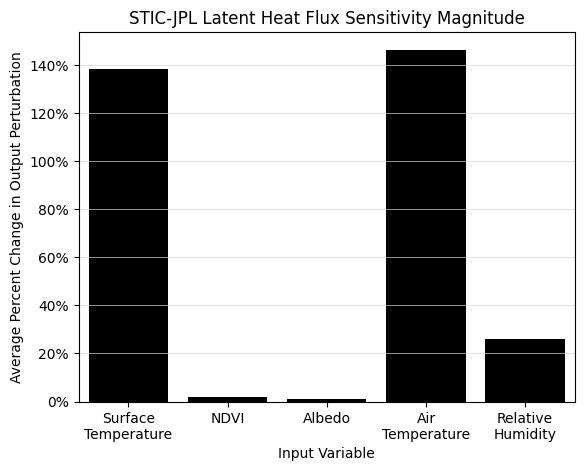 STIC-JPL Latent Heat Flux Sensitivity Magnitude
Average Percent Change in Output Perturbation
140%
120%
100%
80%
60%
40%
20%
0%
Surface
Temperature
NDVI
Albedo
Air
Temperature
Relative
Humidity
Input Variable